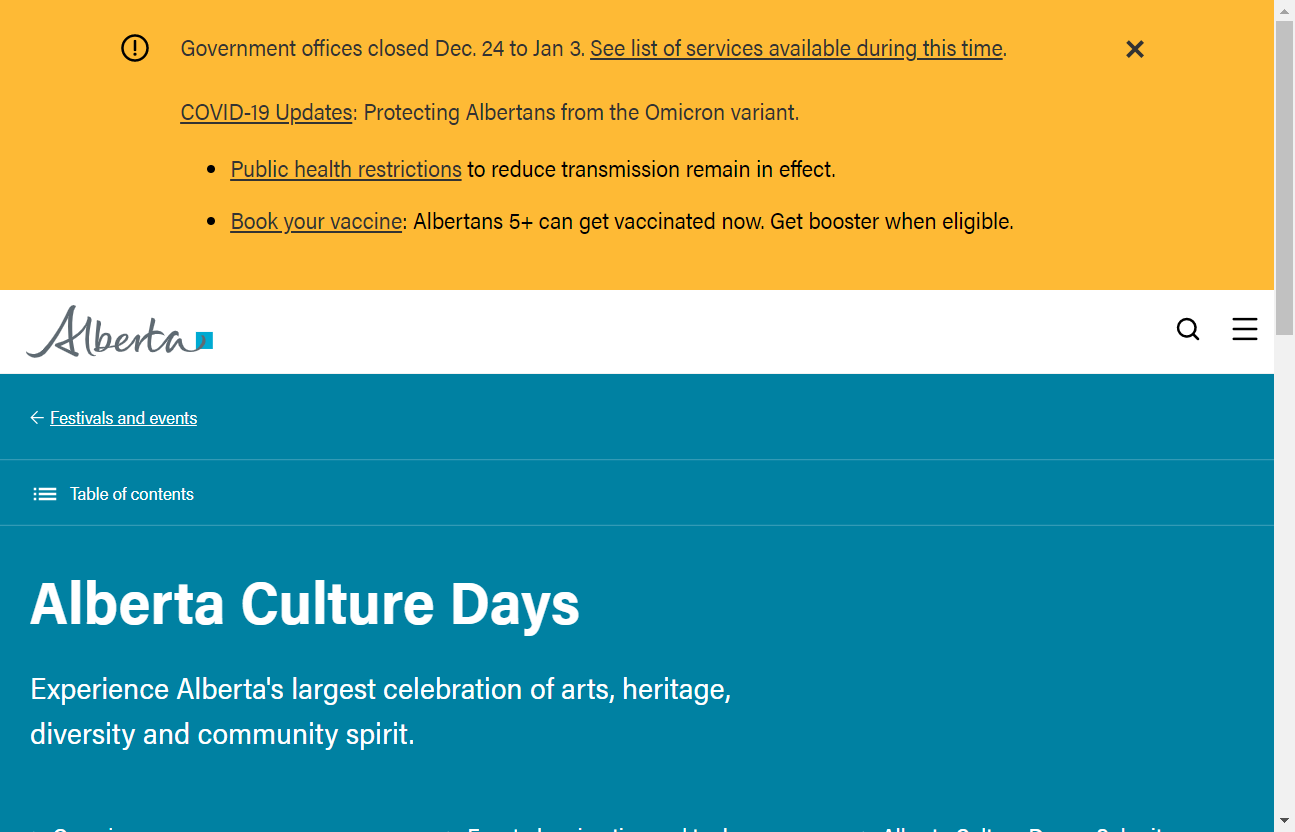 Government offices closed Dec. 24 to Jan 3. See list of services available during this time.
COVID-19 Updates: Protecting Albertans from the Omicron variant.
Public health restrictions to reduce transmission remain in effect.
Book your vaccine: Albertans 5+ can get vaccinated now. Get booster when eligible.
Alberta
Festivals and events
Table of contents
Alberta Culture Days
Experience Alberta's largest celebration of arts, heritage,
diversity and community spirit.